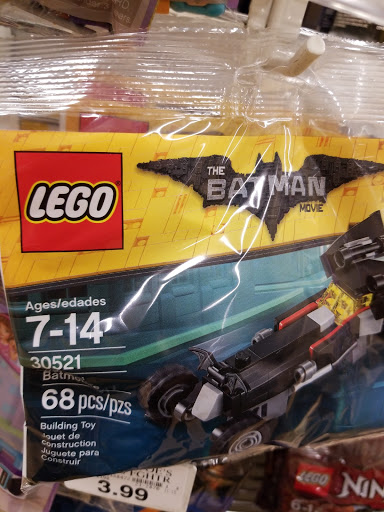 LEGO
THE
BATMAN
MOVIE
Ages/edades
7-14
30521
68 pcs/pzs
Building Toy
Jouet de
construction
Juguete para
Construir
3.99
LEGO NIN